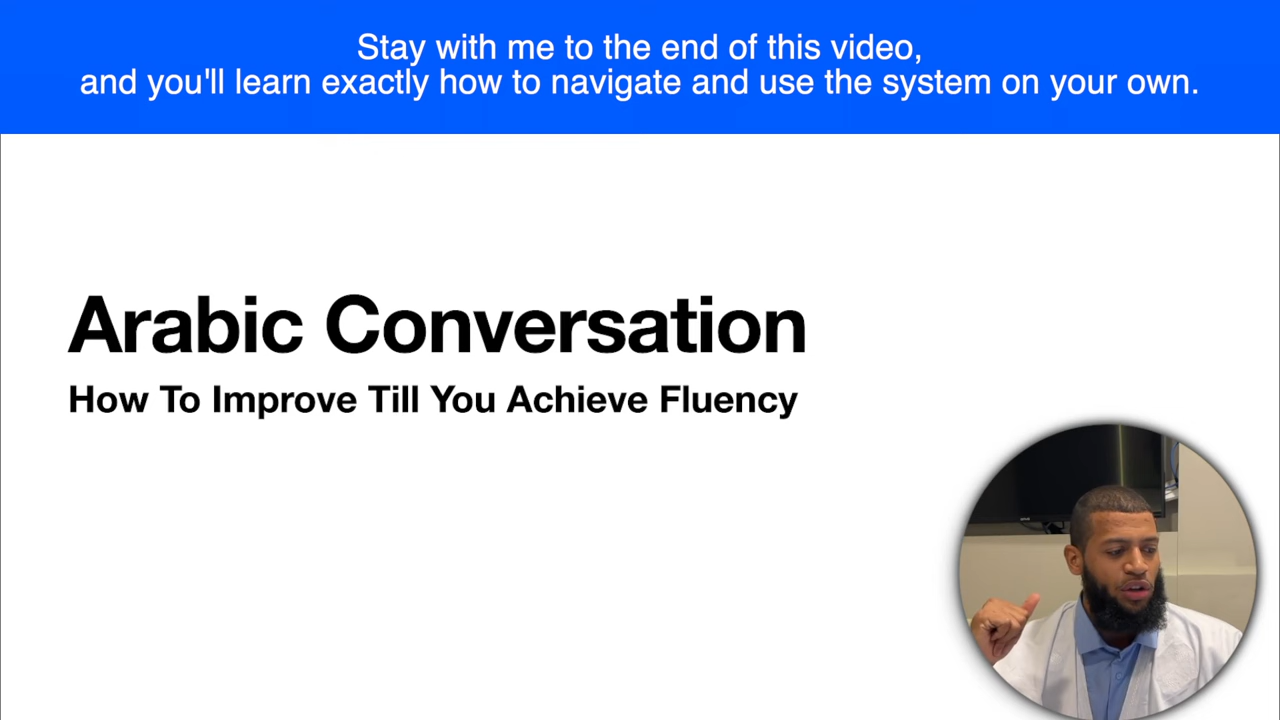 Stay with me to the end of this video,
and you'll learn exactly how to navigate and use the system on your own.
Arabic Conversation
How To Improve Till You Achieve Fluency